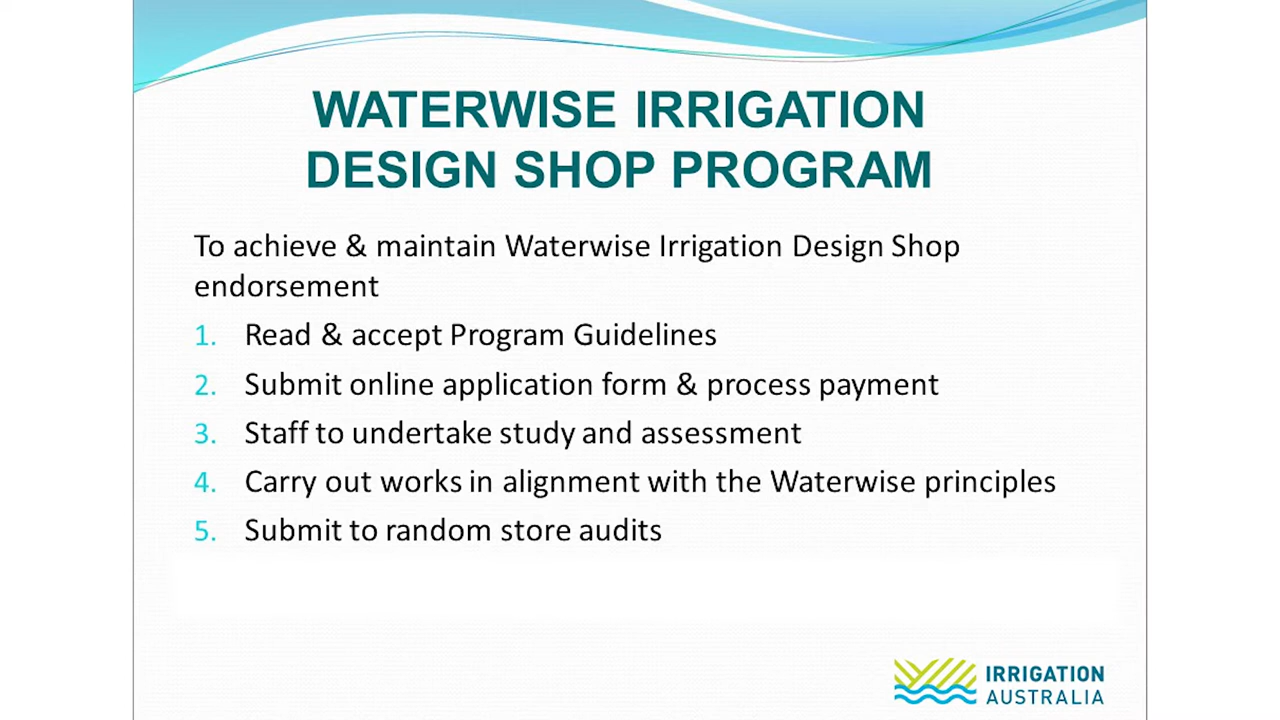 WATERWISE IRRIGATION
DESIGN SHOP PROGRAM
To achieve & maintain Waterwise Irrigation Design Shop
endorsement
1. Read & accept Program Guidelines
2. Submit online application form & process payment
3. Staff to undertake study and assessment
4. Carry out works in alignment with the Waterwise principles
5. Submit to random store audits
IRRIGATION
AUSTRALIA